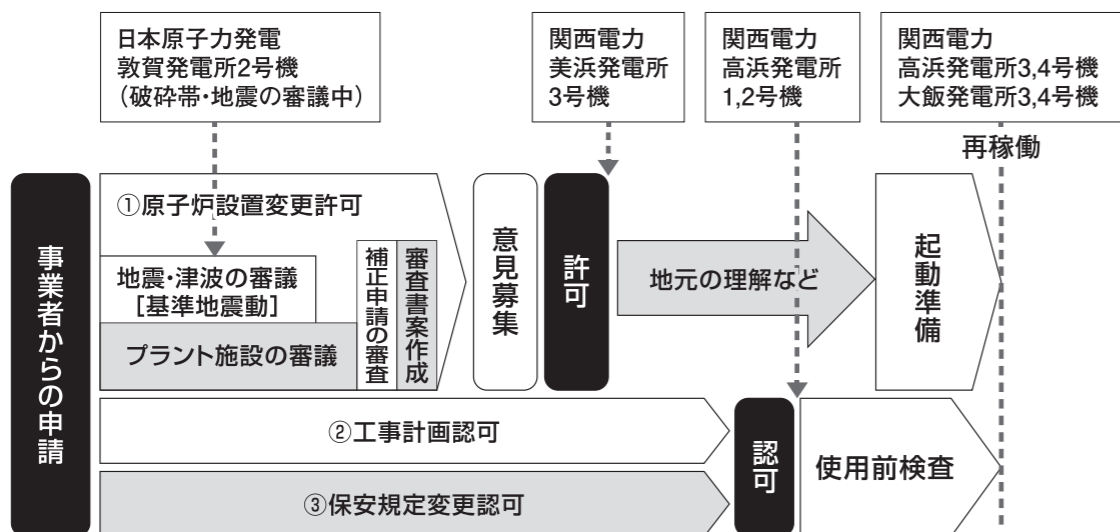 日本原子力発電
敦賀発電所2号機
（破砕帯・地震の審議中）
関西電力
美浜発電所
3号機
関西電力
高浜発電所
1,2号機
関西電力
高浜発電所3,4号機
大飯発電所3,4号機
再稼働
事業者からの申請
①原子炉設置変更許可
地震・津波の審議
［基準地震動］
プラント施設の審議
補正申請の審査
審査書案作成
意見募集
許可
地元の理解など
起動準備
②工事計画認可
③保安規定変更認可
認可
使用前検査